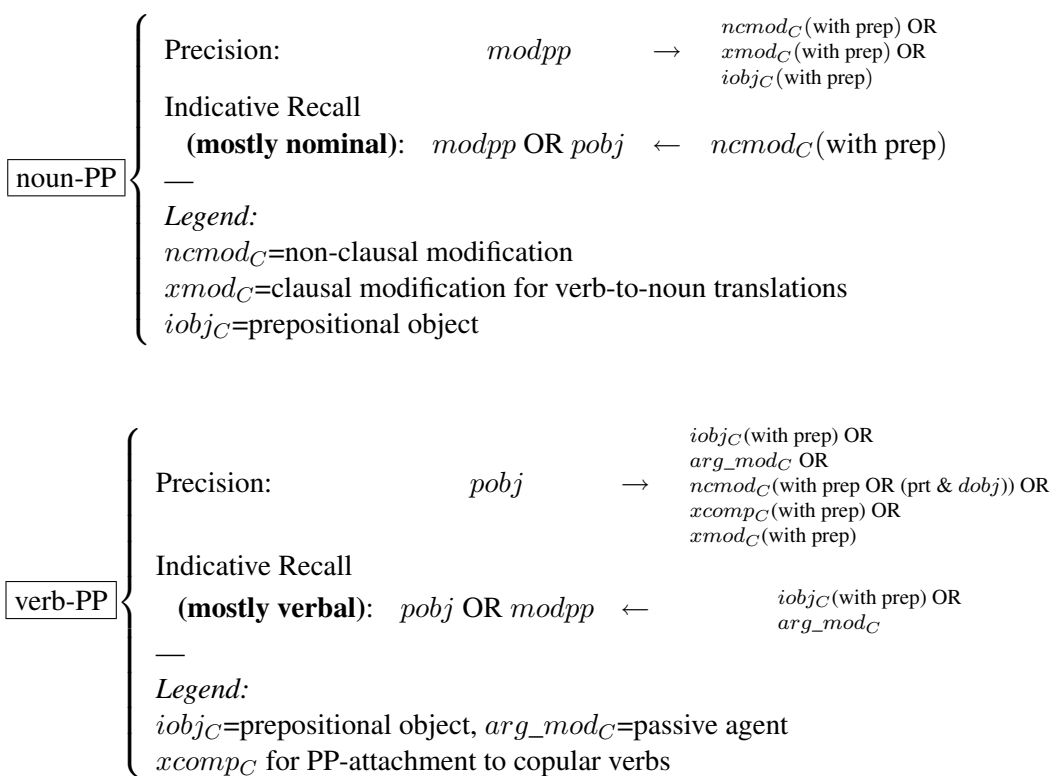 noun-PP
Precision: modpp → ncmod_C(with prep) OR
xmod_C(with prep) OR
iobj_C(with prep)
Indicative Recall
(mostly nominal): modpp OR pobj ← ncmod_C(with prep)
—
Legend:
ncmod_C=non-clausal modification
xmod_C=clausal modification for verb-to-noun translations
iobj_C=prepositional object
verb-PP
Precision: pobj → iobj_C(with prep) OR
arg_mod_C OR
ncmod_C(with prep OR (prt & dobj)) OR
xcomp_C(with prep) OR
xmod_C(with prep)
Indicative Recall
(mostly verbal): pobj OR modpp ← iobj_C(with prep) OR
arg_mod_C
—
Legend:
iobj_C=prepositional object, arg_mod_C=passive agent
xcomp_C for PP-attachment to copular verbs